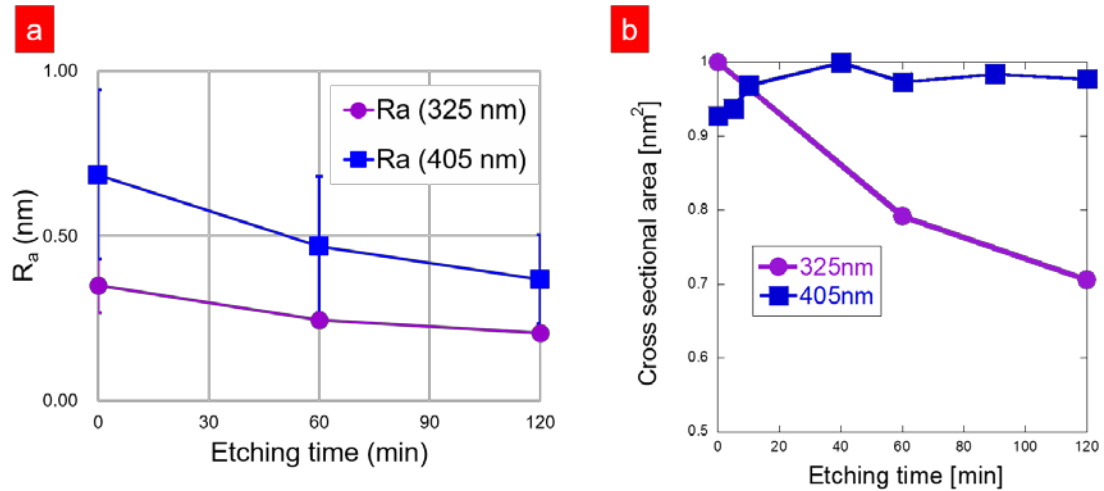 a
1.00
0.50
0.00
R_a (nm)
Ra (325 nm)
Ra (405 nm)
0 30 60 90 120
Etching time (min)
b
1
0.9
0.8
0.7
0.6
0.5
Cross sectional area [nm²]
325nm
405nm
0 20 40 60 80 100 120
Etching time [min]